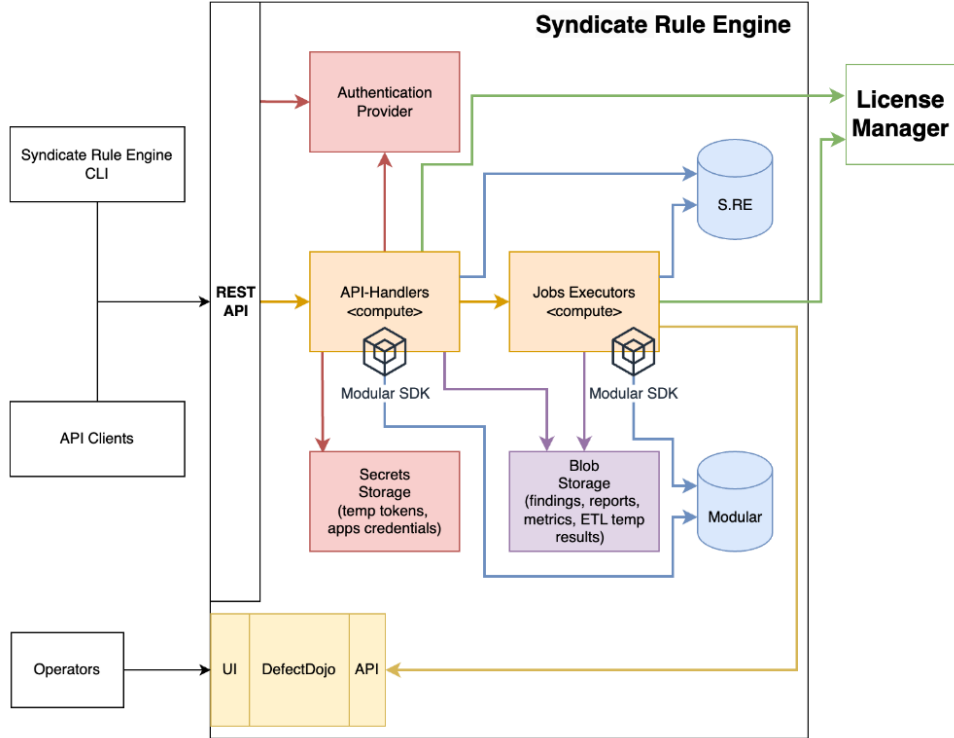 Syndicate Rule Engine
Authentication
Provider
License
Manager
Syndicate Rule Engine
CLI
S.RE
REST
API
API-Handlers
<compute>
Jobs Executors
<compute>
Modular SDK
Modular SDK
API Clients
Secrets
Storage
(temp tokens,
apps credentials)
Blob
Storage
(findings, reports,
metrics, ETL temp
results)
Modular
Operators
UI
DefectDojo
API